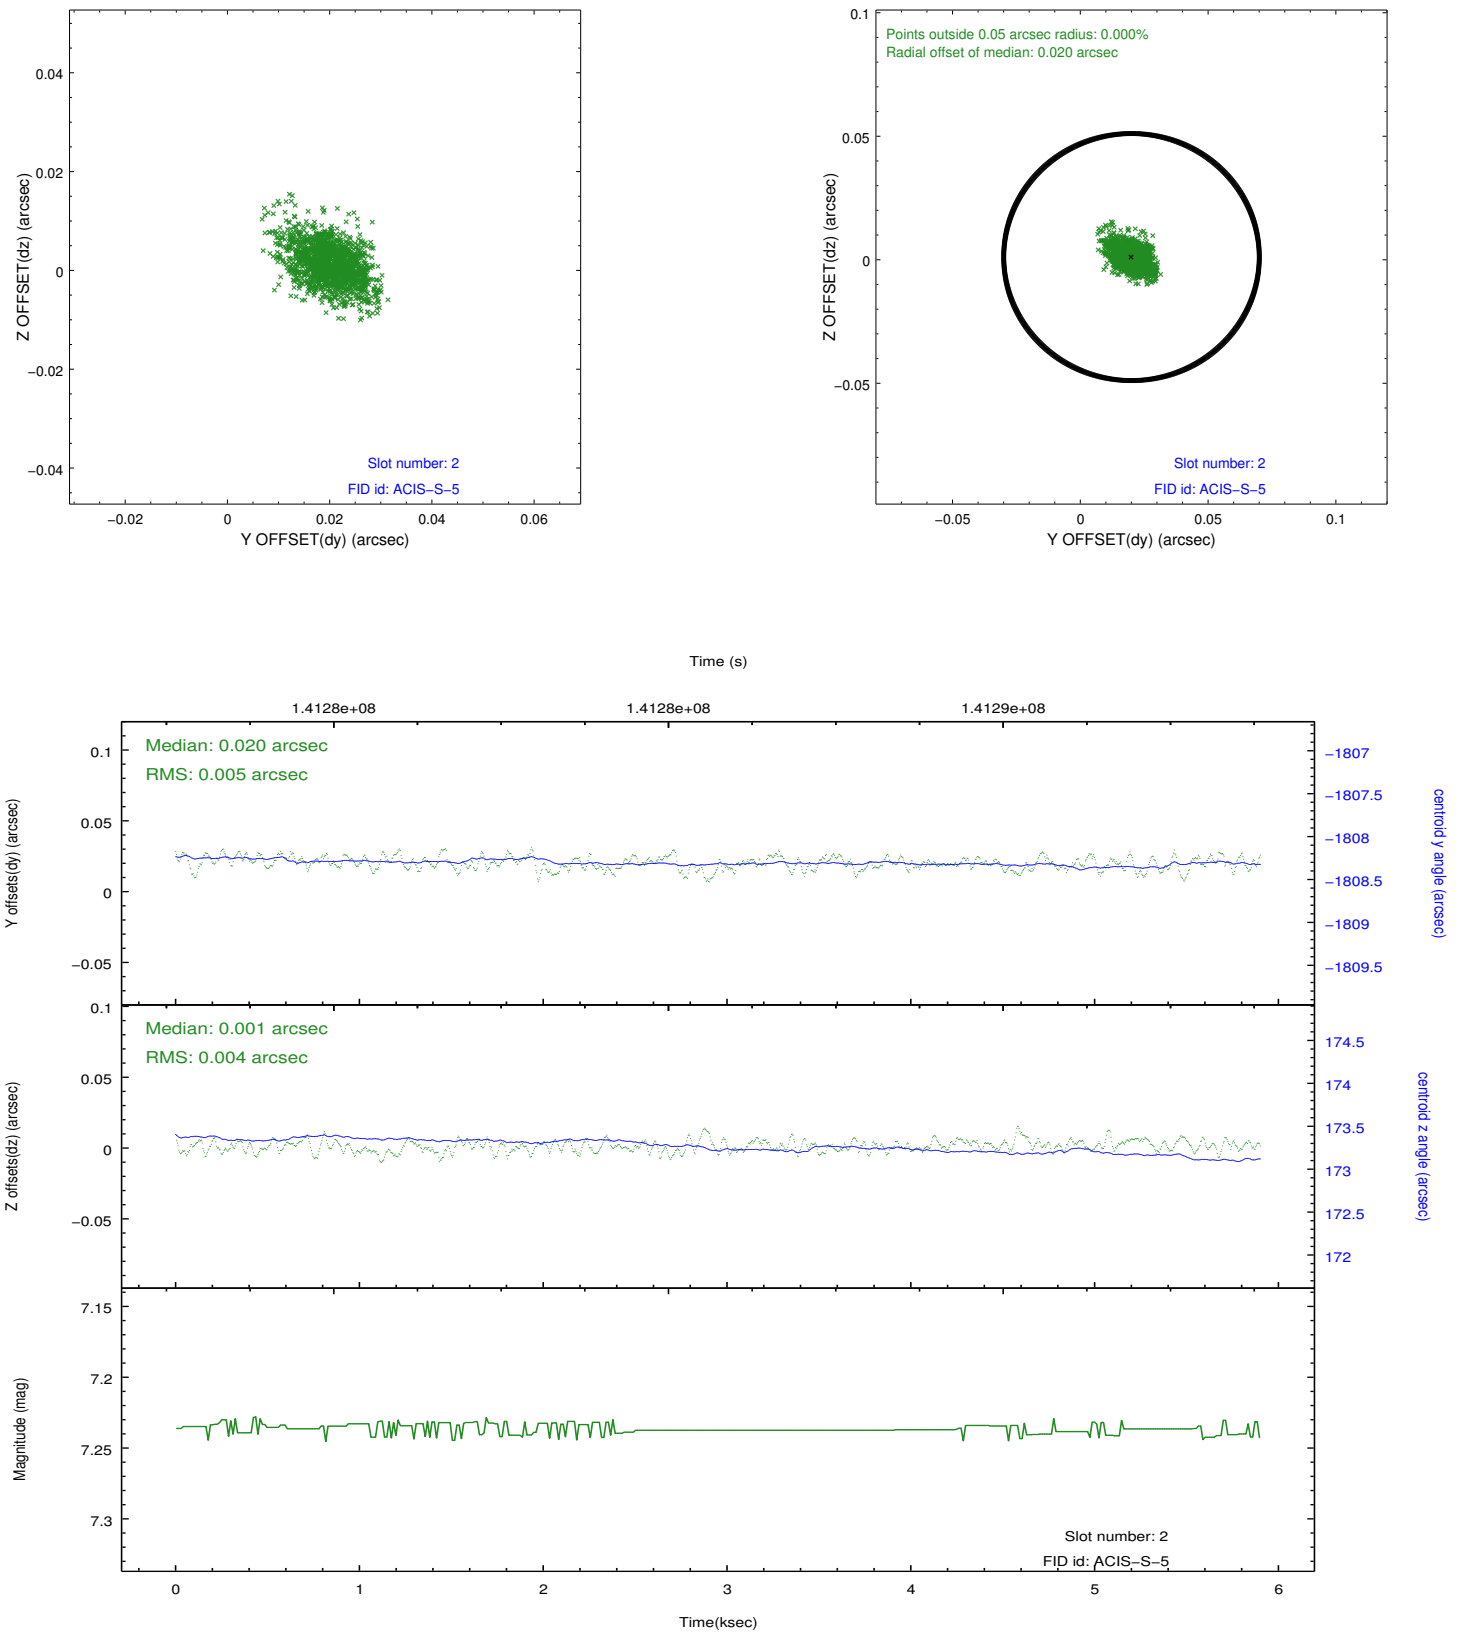 0.04
0.02
0
−0.02
−0.04
Z OFFSET(dz) (arcsec)
Slot number: 2
FID id: ACIS−S−5
−0.02 0 0.02 0.04 0.06
Y OFFSET(dy) (arcsec)
Points outside 0.05 arcsec radius: 0.000%
Radial offset of median: 0.020 arcsec
0.1
0.05
0
−0.05
Z OFFSET(dz) (arcsec)
Slot number: 2
FID id: ACIS−S−5
−0.05 0 0.05 0.1
Y OFFSET(dy) (arcsec)
Time (s)
1.4128e+08 1.4128e+08 1.4129e+08
Median: 0.020 arcsec
RMS: 0.005 arcsec
0.1
0.05
0
−0.05
Y offsets(dy) (arcsec)
−1807
−1807.5
−1808
−1808.5
−1809
−1809.5
centroid y angle (arcsec)
Median: 0.001 arcsec
RMS: 0.004 arcsec
0.1
0.05
0
−0.05
Z offsets(dz) (arcsec)
174.5
174
173.5
173
172.5
172
centroid z angle (arcsec)
7.15
7.2
7.25
7.3
Magnitude (mag)
Slot number: 2
FID id: ACIS−S−5
0 1 2 3 4 5 6
Time(ksec)